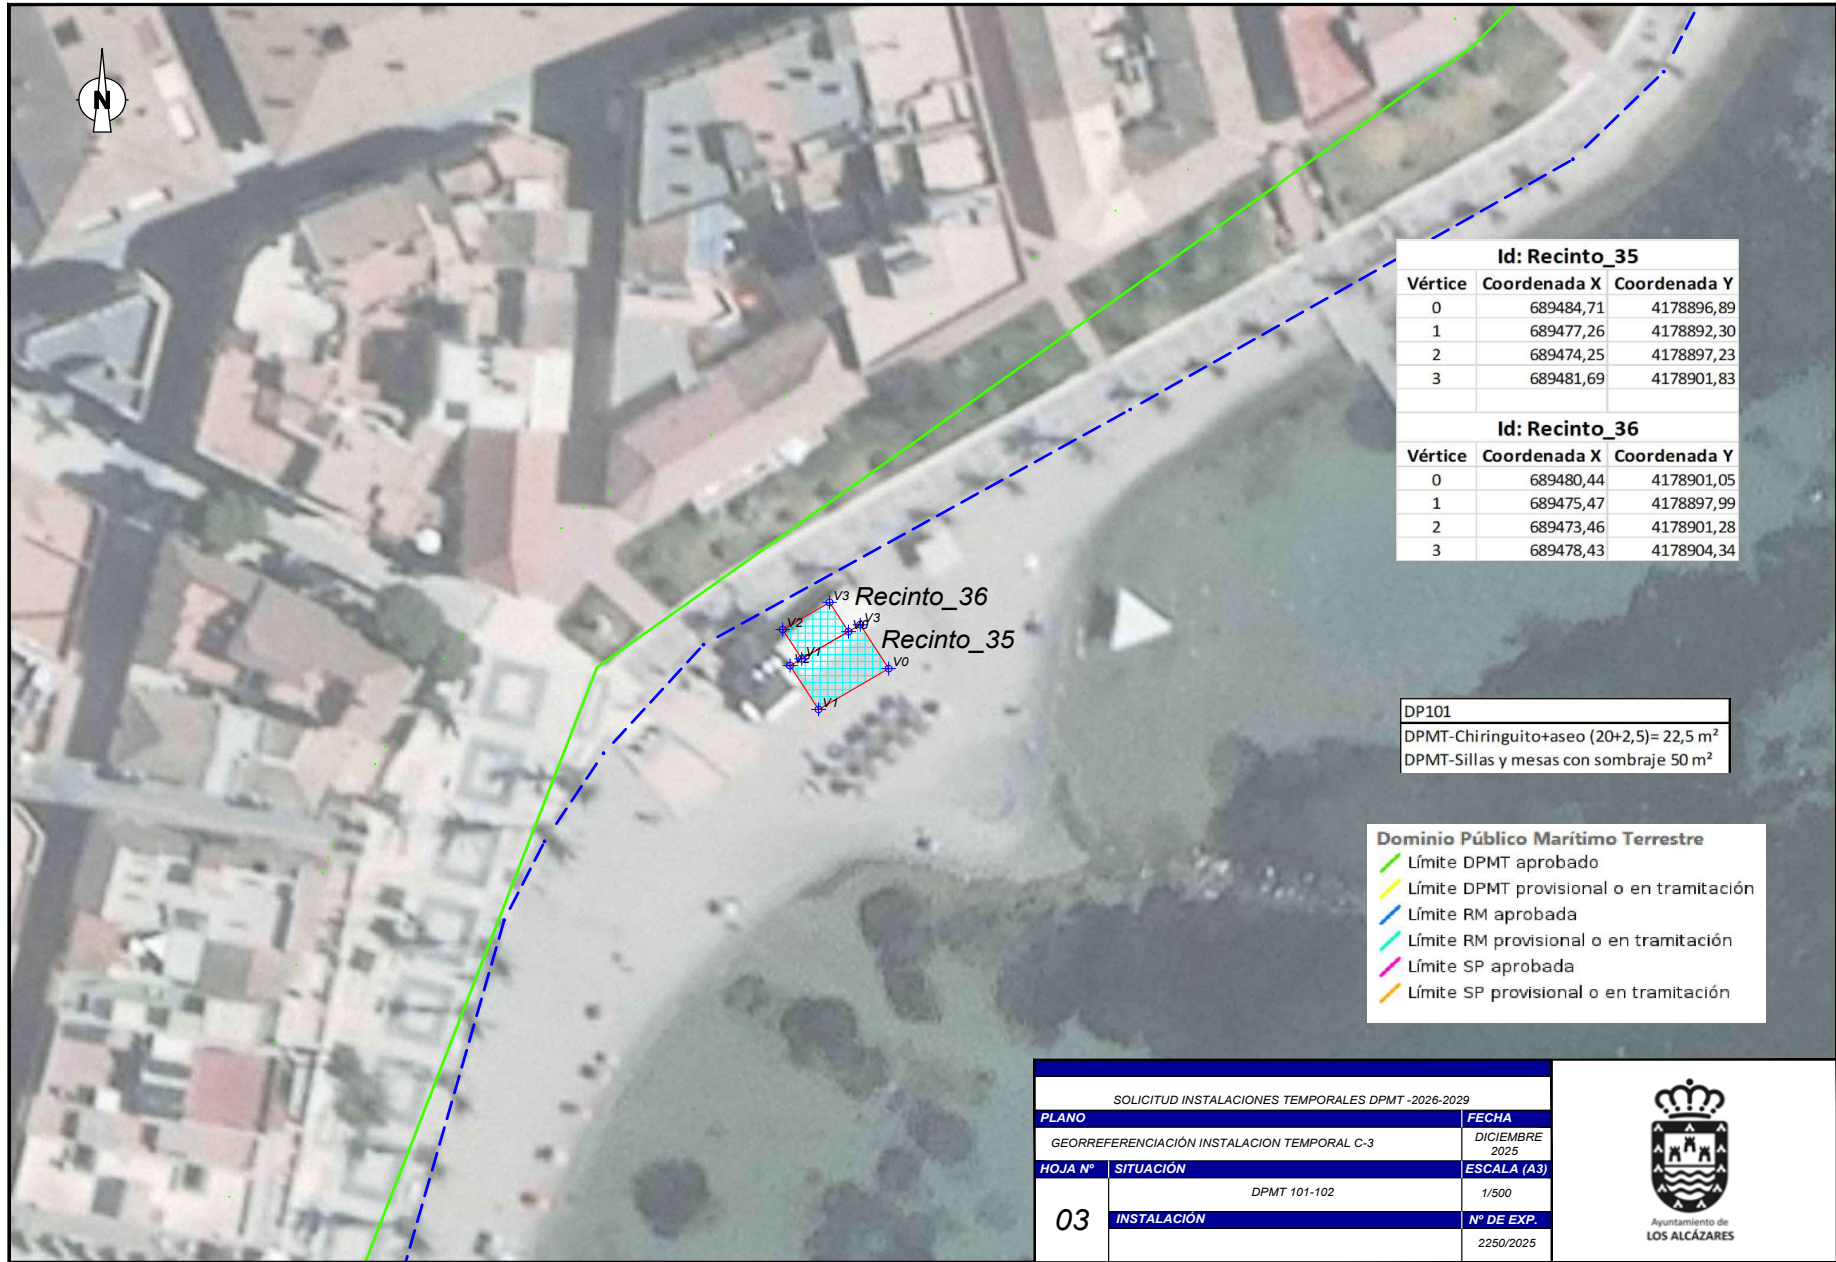 N
Id: Recinto_35
Vértice Coordenada X Coordenada Y
0 689484,71 4178896,89
1 689477,26 4178892,30
2 689474,25 4178897,23
3 689481,69 4178901,83
Id: Recinto_36
Vértice Coordenada X Coordenada Y
0 689480,44 4178901,05
1 689475,47 4178897,99
2 689473,46 4178901,28
3 689478,43 4178904,34
V3 Recinto_36
V2 V0 V3
Recinto_35
V2 V1 V0
V1
DP101
DPMT-Chiringuito+aseo (20+2,5)= 22,5 m²
DPMT-Sillas y mesas con sombraje 50 m²
Dominio Público Marítimo Terrestre
Límite DPMT aprobado
Límite DPMT provisional o en tramitación
Límite RM aprobada
Límite RM provisional o en tramitación
Límite SP aprobada
Límite SP provisional o en tramitación
SOLICITUD INSTALACIONES TEMPORALES DPMT -2026-2029
PLANO FECHA
GEORREFERENCIACIÓN INSTALACION TEMPORAL C-3 DICIEMBRE
2025
HOJA Nº SITUACIÓN ESCALA (A3)
DPMT 101-102 1/500
03 INSTALACIÓN Nº DE EXP.
2250/2025
Ayuntamiento de
LOS ALCÁZARES